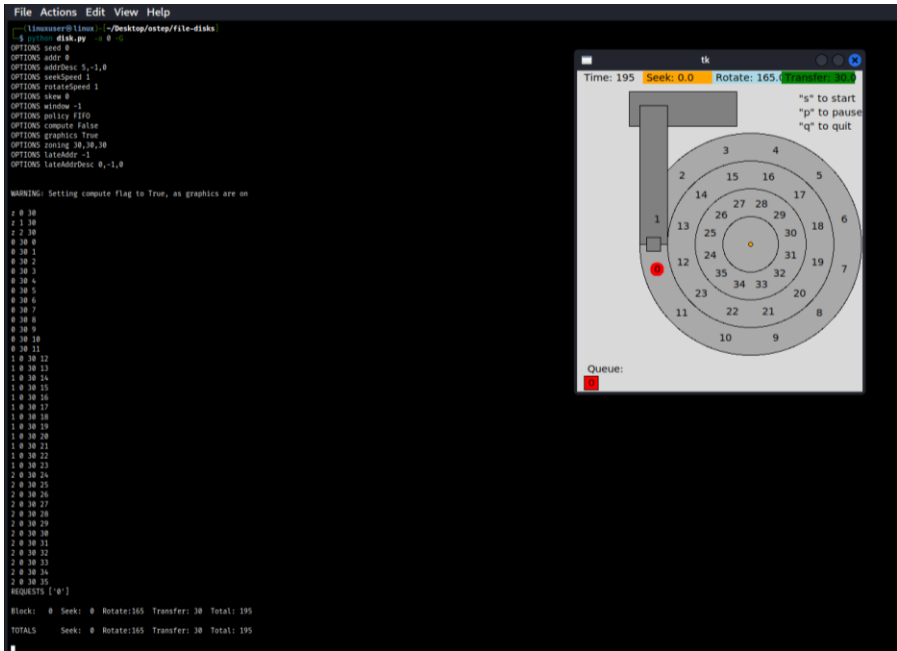 File Actions Edit View Help
(linuxuser㉿linux)-[~/Desktop/ostep/file-disks]
$ python disk.py -a 0 -G
OPTIONS seed 0
OPTIONS addr 0
OPTIONS addrDesc 5,-1,0
OPTIONS seekSpeed 1
OPTIONS rotateSpeed 1
OPTIONS skew 0
OPTIONS window -1
OPTIONS policy FIFO
OPTIONS compute False
OPTIONS graphics True
OPTIONS zoning 30,30,30
OPTIONS lateAddr -1
OPTIONS lateAddrDesc 0,-1,0
WARNING: Setting compute flag to True, as graphics are on
z 0 30
z 1 30
z 2 30
0 30 0
0 30 1
0 30 2
0 30 3
0 30 4
0 30 5
0 30 6
0 30 7
0 30 8
0 30 9
0 30 10
0 30 11
1 0 30 12
1 0 30 13
1 0 30 14
1 0 30 15
1 0 30 16
1 0 30 17
1 0 30 18
1 0 30 19
1 0 30 20
1 0 30 21
1 0 30 22
1 0 30 23
2 0 30 24
2 0 30 25
2 0 30 26
2 0 30 27
2 0 30 28
2 0 30 29
2 0 30 30
2 0 30 31
2 0 30 32
2 0 30 33
2 0 30 34
2 0 30 35
REQUESTS ['0']
Block: 0 Seek: 0 Rotate:165 Transfer: 30 Total: 195
TOTALS Seek: 0 Rotate:165 Transfer: 30 Total: 195
tk
Time: 195 Seek: 0.0 Rotate: 165.0 Transfer: 30.0
"s" to start
"p" to pause
"q" to quit
3 4
2 15 16 5
14 17
27 28
1 26 29 6
13 25 30 18
12 24 31 19
0 35 32 7
34 33
23 20
11 22 21 8
10 9
Queue:
0